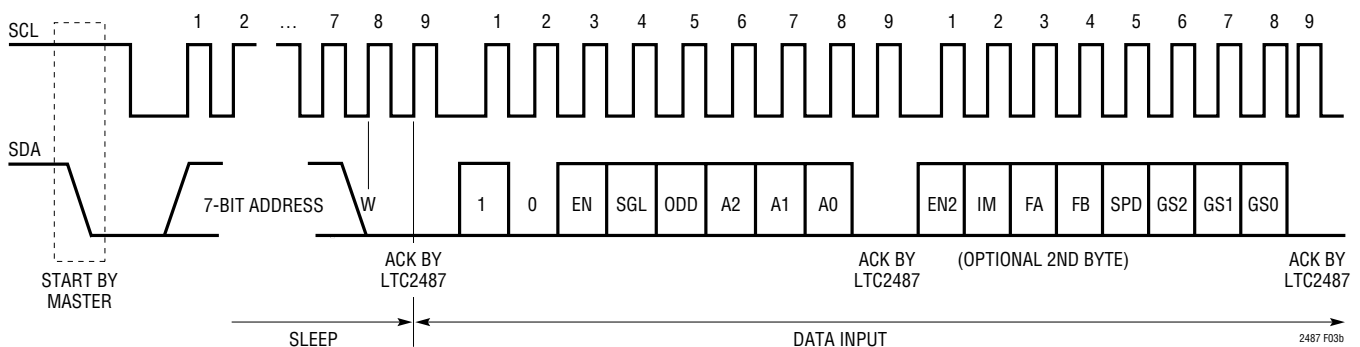 1 2 … 7 8 9 1 2 3 4 5 6 7 8 9 1 2 3 4 5 6 7 8 9
SCL
SDA
7-BIT ADDRESS W 1 0 EN SGL ODD A2 A1 A0 EN2 IM FA FB SPD GS2 GS1 GS0
START BY
MASTER
ACK BY
LTC2487
ACK BY
LTC2487
(OPTIONAL 2ND BYTE)
ACK BY
LTC2487
SLEEP DATA INPUT
2487 F03b